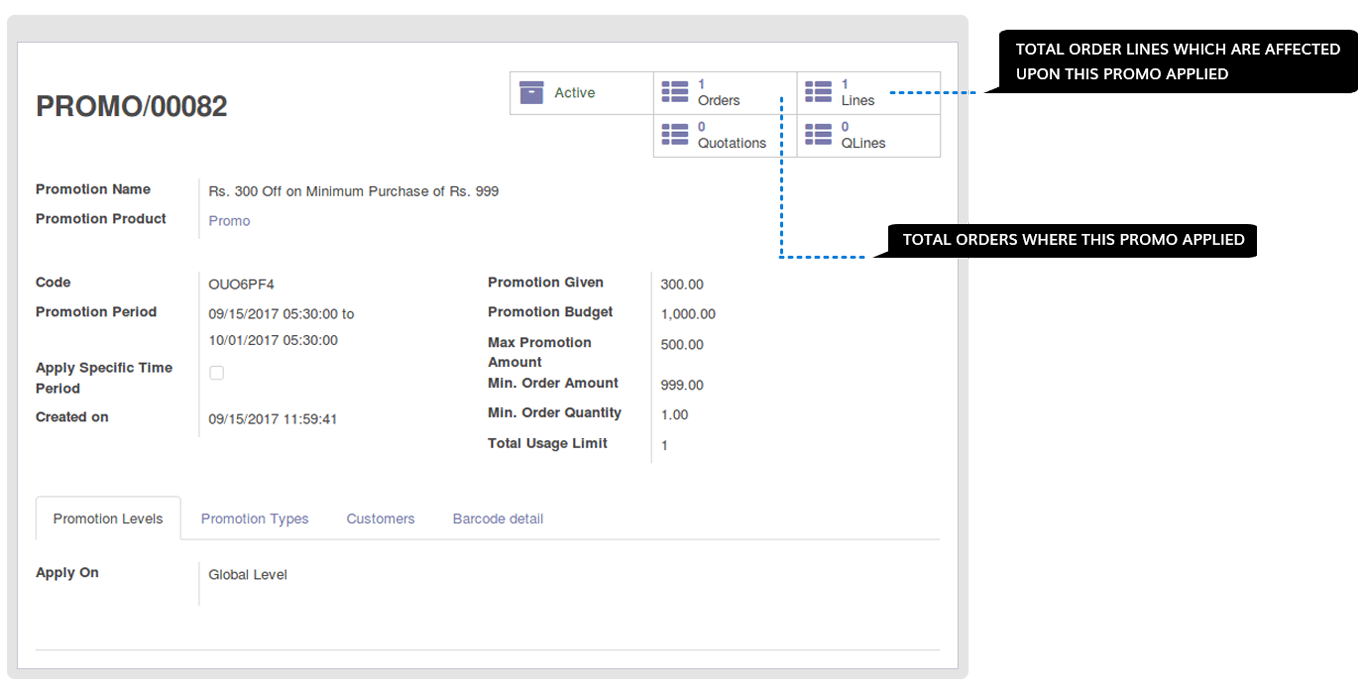 TOTAL ORDER LINES WHICH ARE AFFECTED
UPON THIS PROMO APPLIED
PROMO/00082
Active
1
Orders
1
Lines
0
Quotations
0
QLines
Promotion Name
Rs. 300 Off on Minimum Purchase of Rs. 999
Promotion Product
Promo
TOTAL ORDERS WHERE THIS PROMO APPLIED
Code
OUO6PF4
Promotion Period
09/15/2017 05:30:00 to
10/01/2017 05:30:00
Apply Specific Time
Period
Created on
09/15/2017 11:59:41
Promotion Given
300.00
Promotion Budget
1,000.00
Max Promotion
Amount
500.00
Min. Order Amount
999.00
Min. Order Quantity
1.00
Total Usage Limit
1
Promotion Levels
Promotion Types
Customers
Barcode detail
Apply On
Global Level